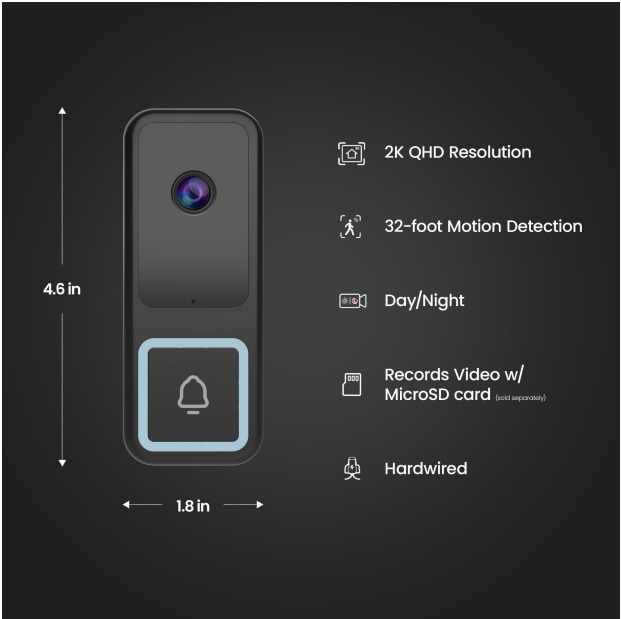 2K QHD Resolution
32-foot Motion Detection
4.6 in
Day/Night
Records Video w/
MicroSD card (sold separately)
Hardwired
1.8 in